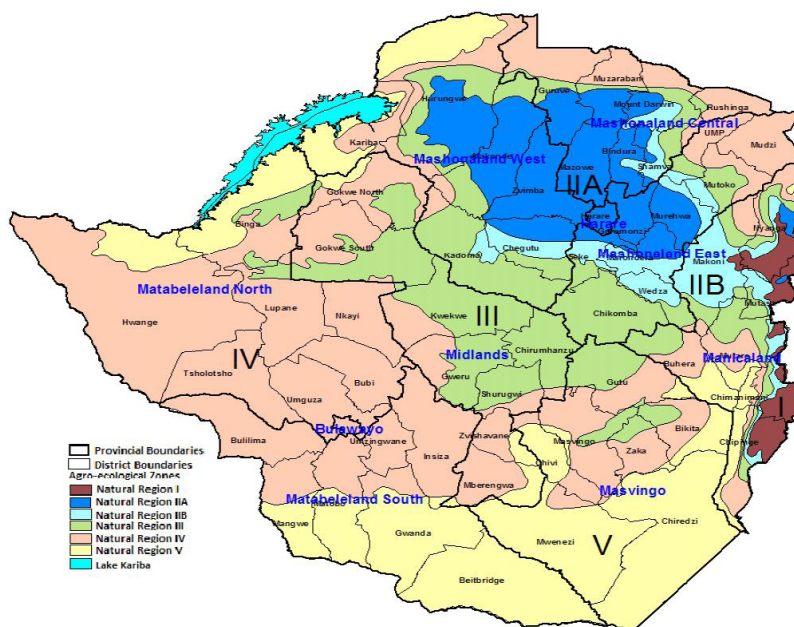 Muzarabani
Guruve
Hurungwe
Mount Darwin
Rushinga
Mashonaland Central
UMP
Kariba
Mudzi
Bindura
Mashonaland West
Shamva
Mazowe
IIA
Mutoko
Zvimba
Gokwe North
Murehwa
Harare
Harare
Nyanga
Binga
Gokwe South
Chegutu
Kadoma
Seke
Mashonaland East
Makoni
Wedza
IIB
Matabeleland North
Mutasa
Lupane
Nkayi
Hwange
Kwekwe
III
Chikomba
IV
Midlands
Chirumhanzu
Manicaland
Buhera
Tsholotsho
Bubi
Gweru
Shurugwi
Gutu
Chimanimani
Umguza
I
Bulawayo
Bulilima
Umzingwane
Zvishavane
Masvingo
Bikita
Chipinge
Insiza
Zaka
Chivi
Mberengwa
Masvingo
Matabeleland South
Matobo
Mangwe
Gwanda
Chiredzi
Mwenezi
V
Beitbridge
Provincial Boundaries
District Boundaries
Agro-ecological Zones
Natural Region I
Natural Region IIA
Natural Region IIB
Natural Region III
Natural Region IV
Natural Region V
Lake Kariba